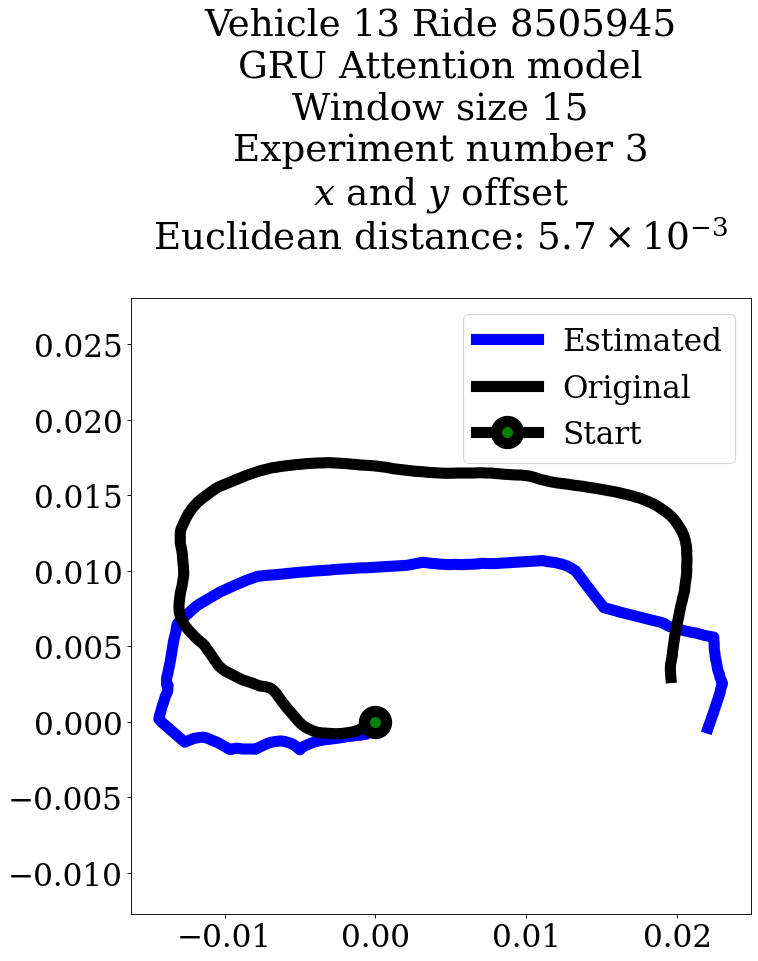 Vehicle 13 Ride 8505945
GRU Attention model
Window size 15
Experiment number 3
x and y offset
Euclidean distance: 5.7 × 10⁻³
Estimated
Original
Start
0.025
0.020
0.015
0.010
0.005
0.000
−0.005
−0.010
−0.01
0.00
0.01
0.02